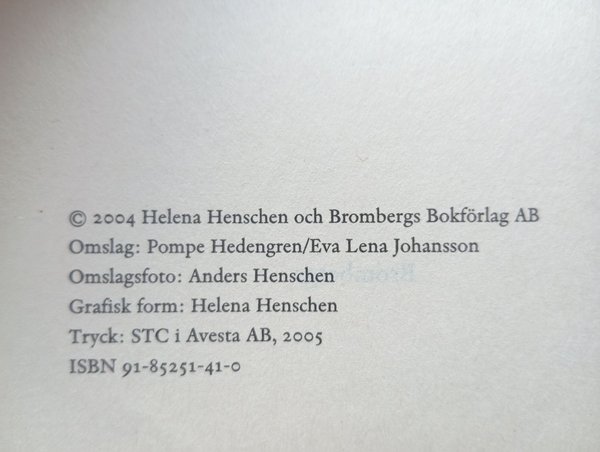 © 2004 Helena Henschen och Brombergs Bokförlag AB
Omslag: Pompe Hedengren/Eva Lena Johansson
Omslagsfoto: Anders Henschen
Grafisk form: Helena Henschen
Tryck: STC i Avesta AB, 2005
ISBN 91-85251-41-0